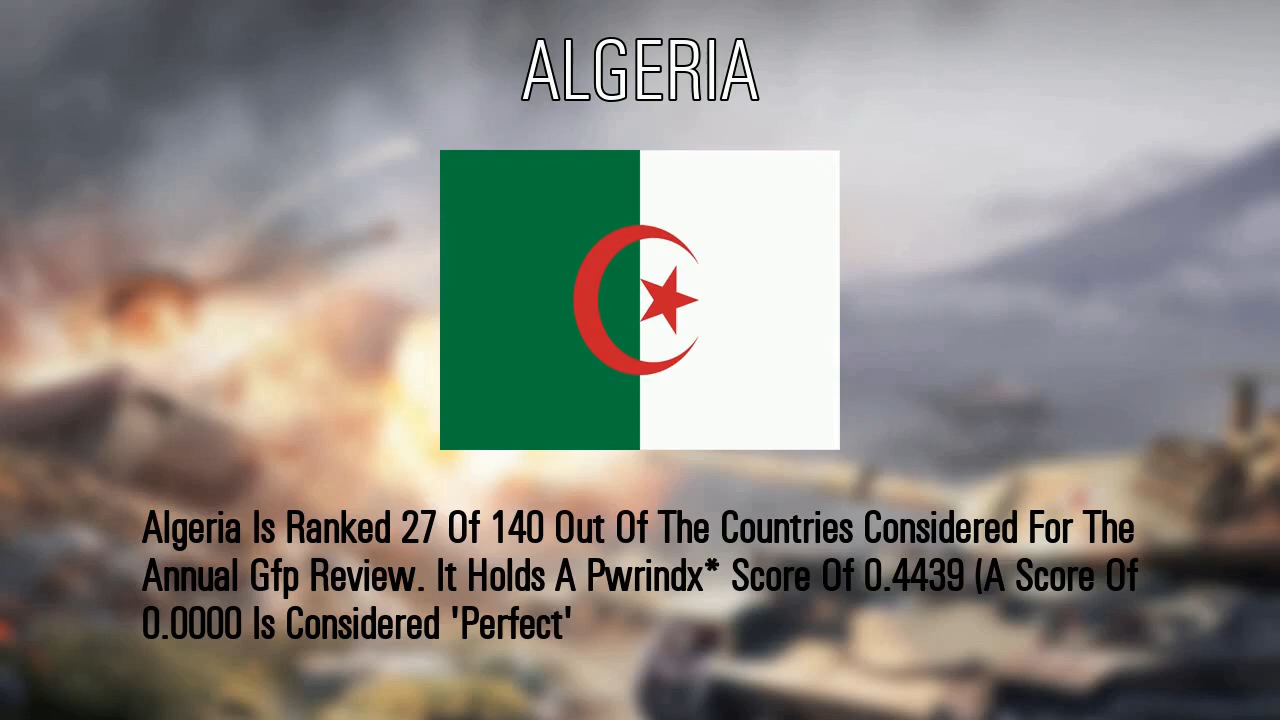 ALGERIA
Algeria Is Ranked 27 Of 140 Out Of The Countries Considered For The
Annual Gfp Review. It Holds A Pwrindx* Score Of 0.4439 (A Score Of
0.0000 Is Considered 'Perfect'